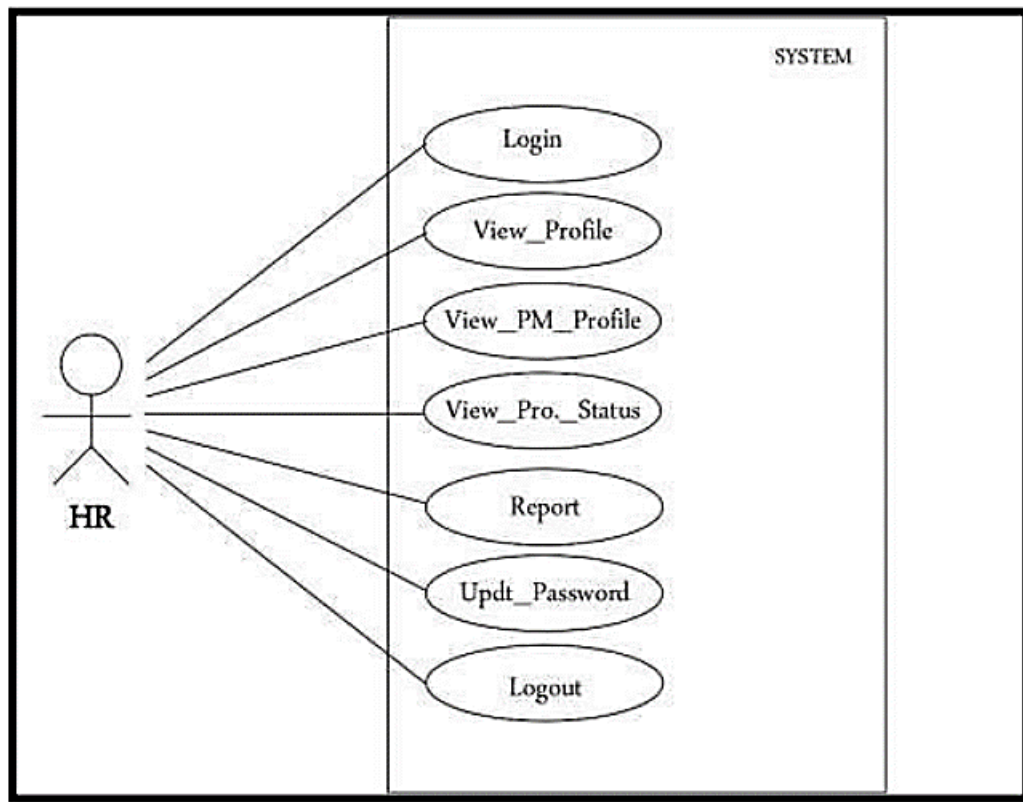 SYSTEM
Login
View_Profile
View_PM_Profile
View_Pro._Status
Report
Updt_Password
Logout
HR